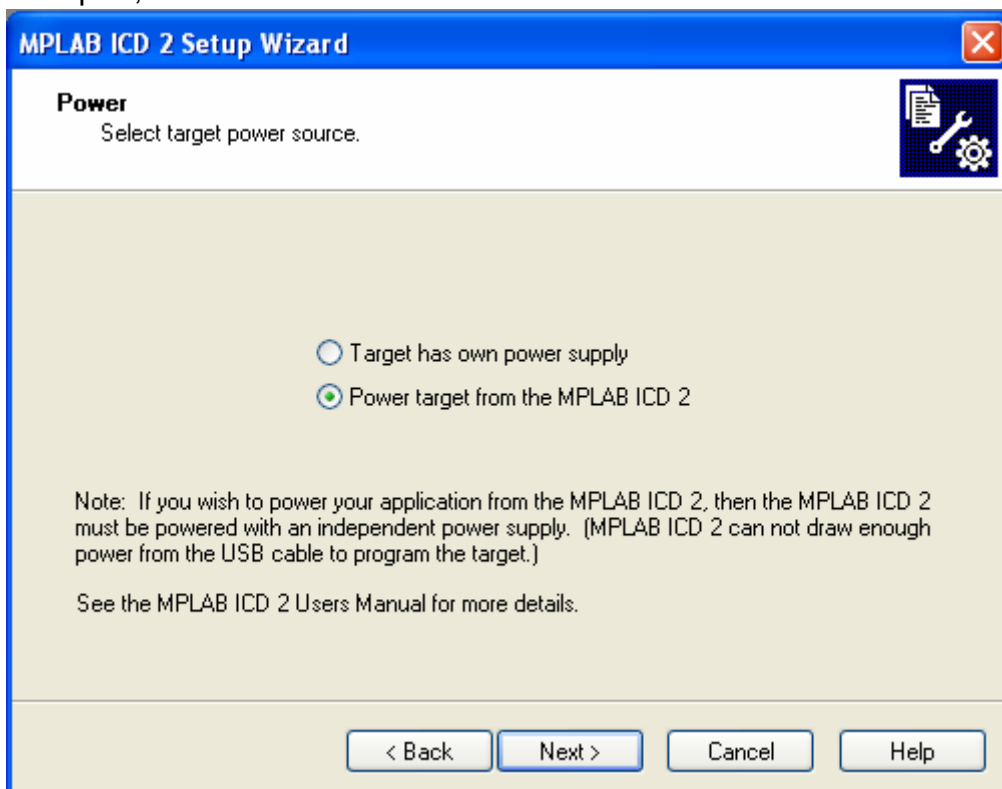 MPLAB ICD 2 Setup Wizard
Power
Select target power source.
Target has own power supply
Power target from the MPLAB ICD 2
Note: If you wish to power your application from the MPLAB ICD 2, then the MPLAB ICD 2
must be powered with an independent power supply. (MPLAB ICD 2 can not draw enough
power from the USB cable to program the target.)
See the MPLAB ICD 2 Users Manual for more details.
< Back
Next >
Cancel
Help